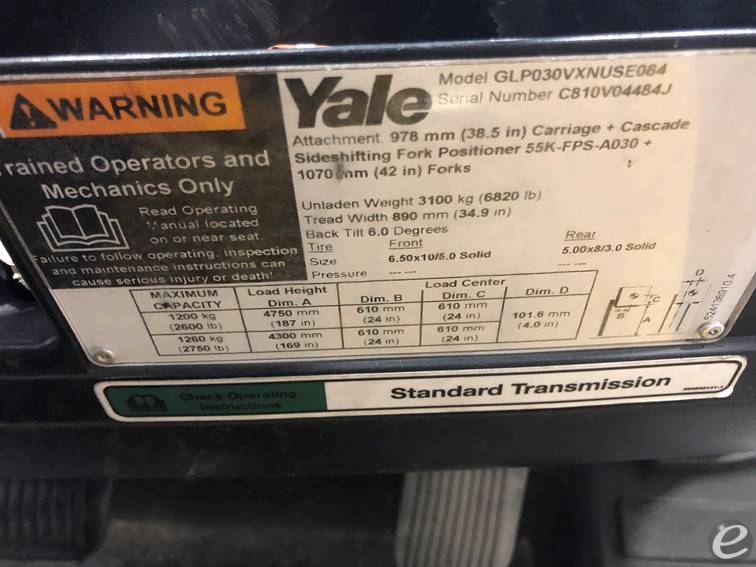 WARNING
Trained Operators and
Mechanics Only
Read Operating
Manual located
on or near seat.
Failure to follow operating, inspection
and maintenance instructions can
cause serious injury or death!
Yale
Model GLP030VXNUSE084
Serial Number C810V04484J
Attachment 978 mm (38.5 in) Carriage + Cascade
Sideshifting Fork Positioner 55K-FPS-A030 +
1070 mm (42 in) Forks
Unladen Weight 3100 kg (6820 lb)
Tread Width 890 mm (34.9 in)
Back Tilt 6.0 Degrees
Tire Front Rear
Size 6.50x10/5.0 Solid 5.00x8/3.0 Solid
Pressure --- --- --- ---
MAXIMUM CAPACITY Load Height Dim. A Load Center Dim. B Dim. C Dim. D
1200 kg 4750 mm 610 mm 610 mm 101.6 mm
(2600 lb) (187 in) (24 in) (24 in) (4.0 in)
1260 kg 4300 mm 610 mm 610 mm
(2750 lb) (169 in) (24 in) (24 in)
D
C
B A
524136910.4
Check Operating
Instructions
Standard Transmission
e